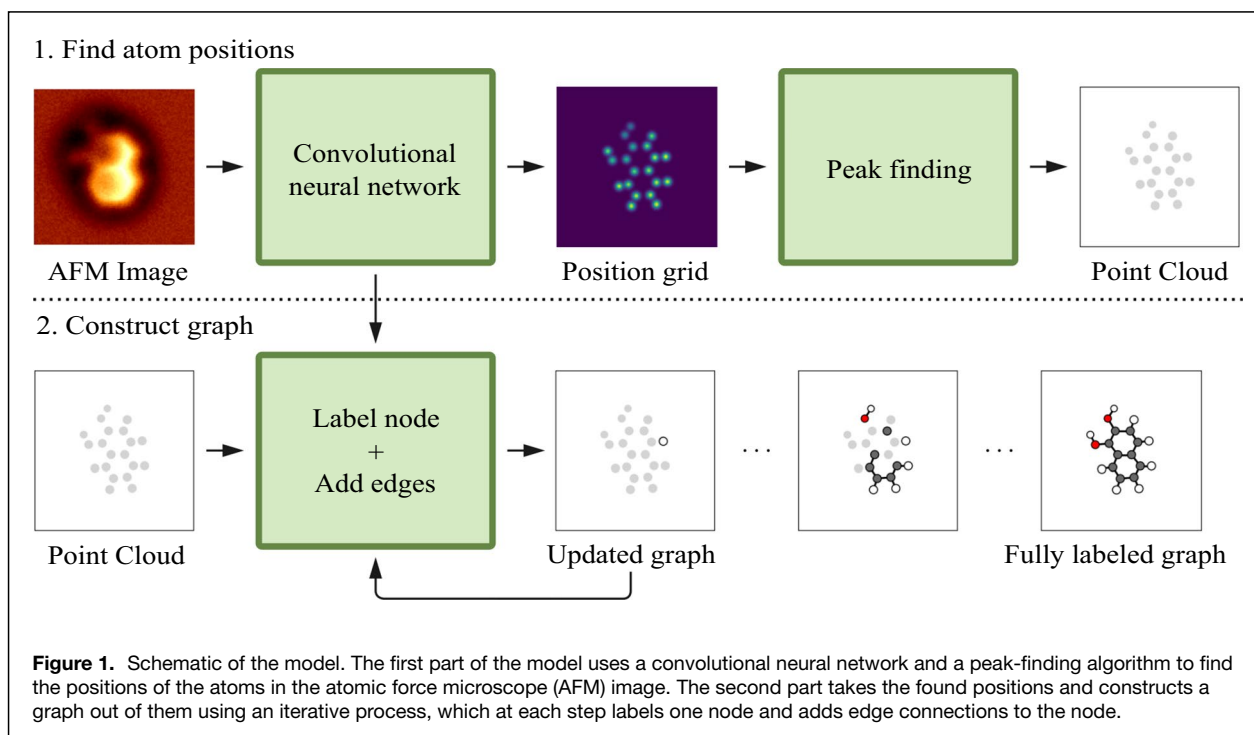 1. Find atom positions
Convolutional
neural network
Peak finding
AFM Image
Position grid
Point Cloud
2. Construct graph
Label node
+
Add edges
...
...
Point Cloud
Updated graph
Fully labeled graph
Figure 1. Schematic of the model. The first part of the model uses a convolutional neural network and a peak-finding algorithm to find
the positions of the atoms in the atomic force microscope (AFM) image. The second part takes the found positions and constructs a
graph out of them using an iterative process, which at each step labels one node and adds edge connections to the node.